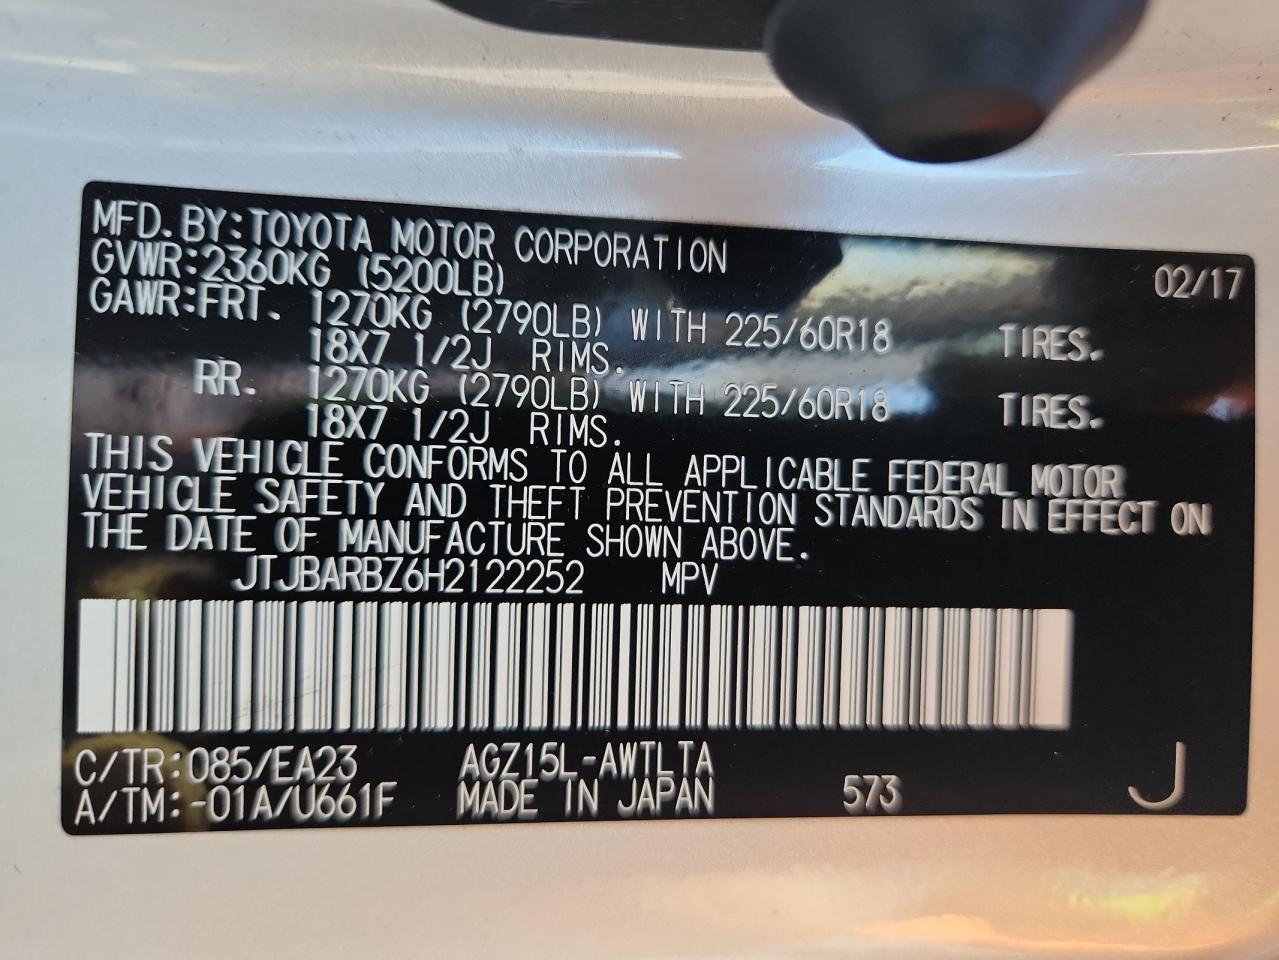 MFD. BY:TOYOTA MOTOR CORPORATION 02/17
GVWR:2360KG (5200LB)
GAWR:FRT. 1270KG (2790LB) WITH 225/60R18 TIRES.
18X7 1/2J RIMS.
RR. 1270KG (2790LB) WITH 225/60R18 TIRES.
18X7 1/2J RIMS.
THIS VEHICLE CONFORMS TO ALL APPLICABLE FEDERAL MOTOR
VEHICLE SAFETY AND THEFT PREVENTION STANDARDS IN EFFECT ON
THE DATE OF MANUFACTURE SHOWN ABOVE.
JTJBARBZ6H2122252 MPV
C/TR:085/EA23 AGZ15L-AWTLTA
A/TM:-01A/U661F MADE IN JAPAN 573 J